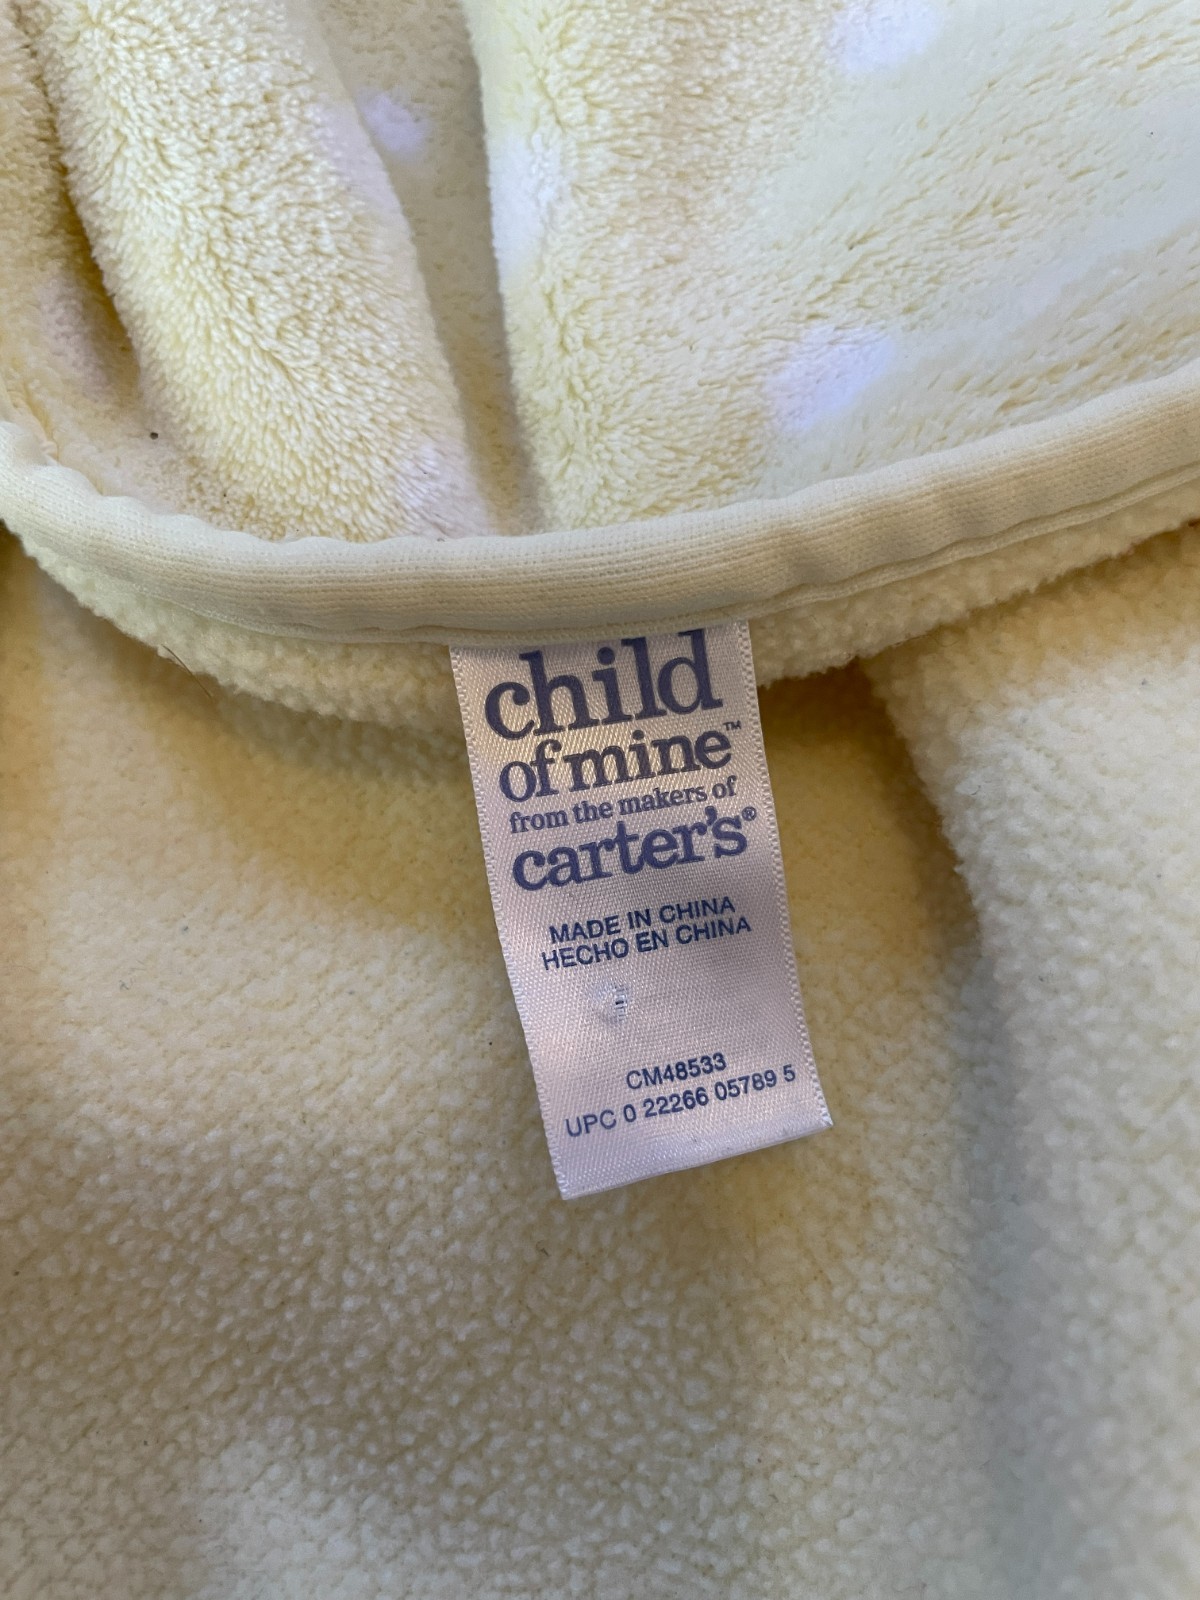 child
of mine™
from the makers of
carter's®
MADE IN CHINA
HECHO EN CHINA
CM48533
UPC 0 22266 05789 5